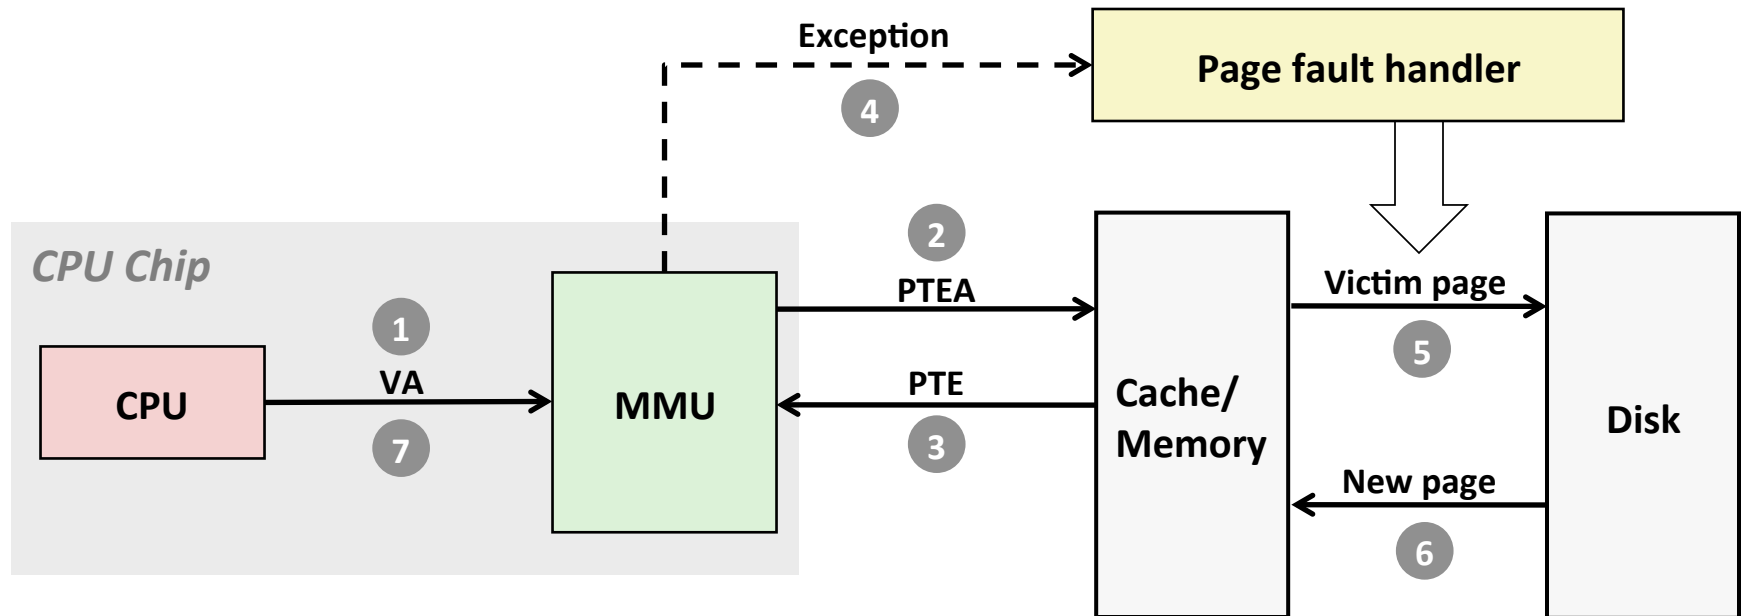 Exception
Page fault handler
4
2
CPU Chip
PTEA
Victim page
1
5
VA
PTE
CPU
MMU
Cache/
Memory
Disk
7
3
New page
6